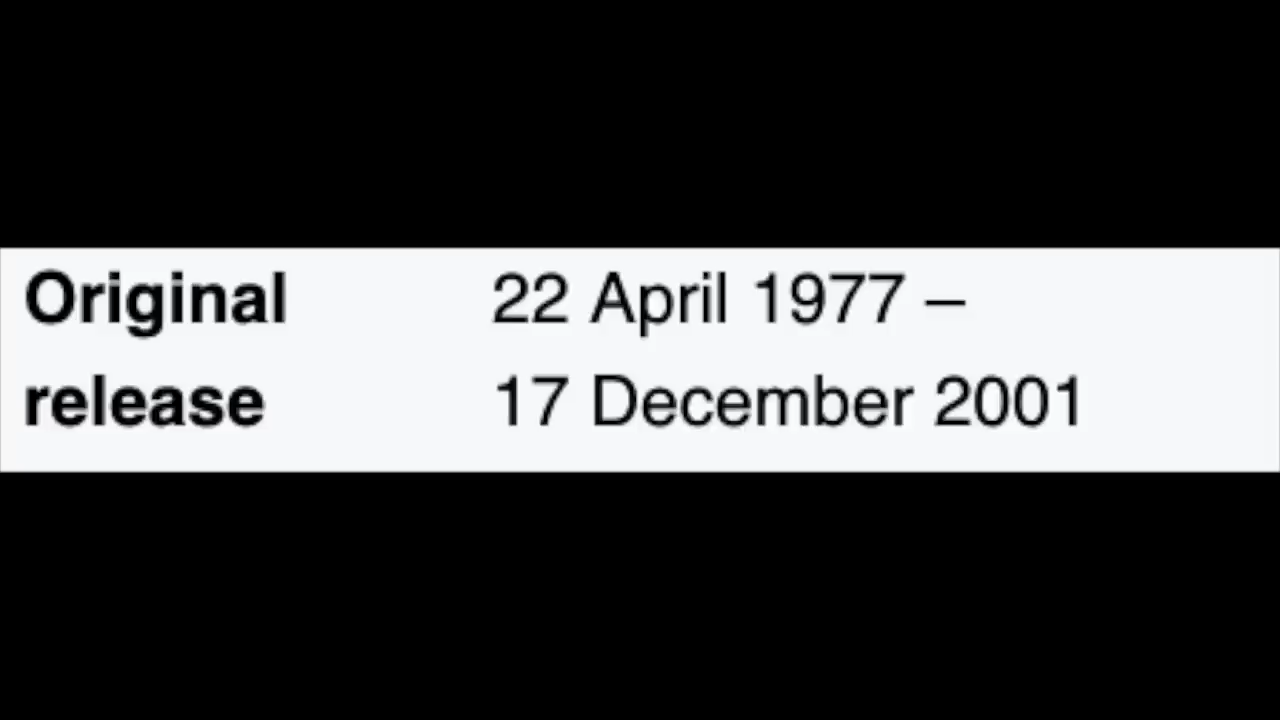 Original 22 April 1977 –
release 17 December 2001